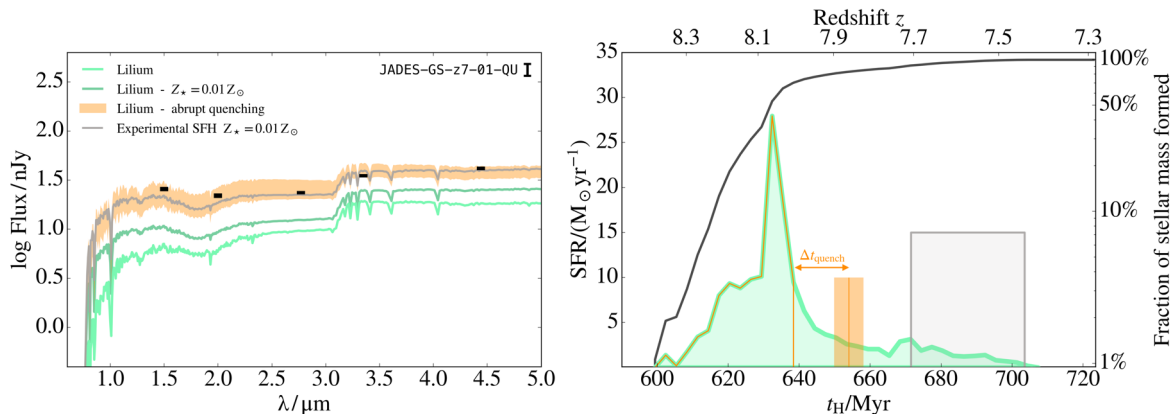 2.5
2.0
1.5
1.0
0.5
0.0
log Flux / nJy
Lilium
Lilium - Z⋆ = 0.01 Z⊙
Lilium - abrupt quenching
Experimental SFH Z⋆ = 0.01 Z⊙
JADES-GS-z7-01-QU
1.0 1.5 2.0 2.5 3.0 3.5 4.0 4.5 5.0
λ/μm
Redshift z
8.3 8.1 7.9 7.7 7.5 7.3
35
30
25
20
15
10
5
SFR/(M⊙ yr⁻¹)
Δt_quench
100%
50%
10%
1%
Fraction of stellar mass formed
600 620 640 660 680 700 720
t_H/Myr